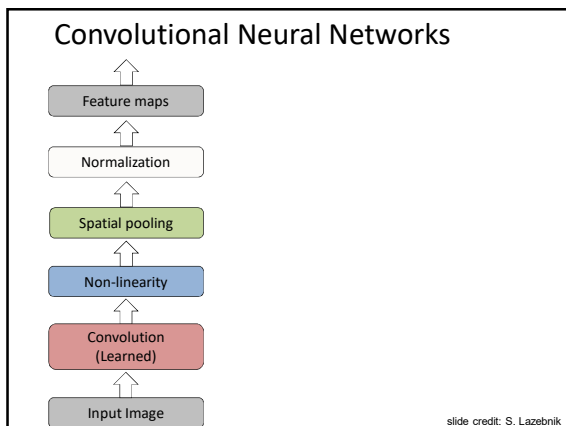 Convolutional Neural Networks
Feature maps
Normalization
Spatial pooling
Non-linearity
Convolution
(Learned)
Input Image
slide credit: S. Lazebnik